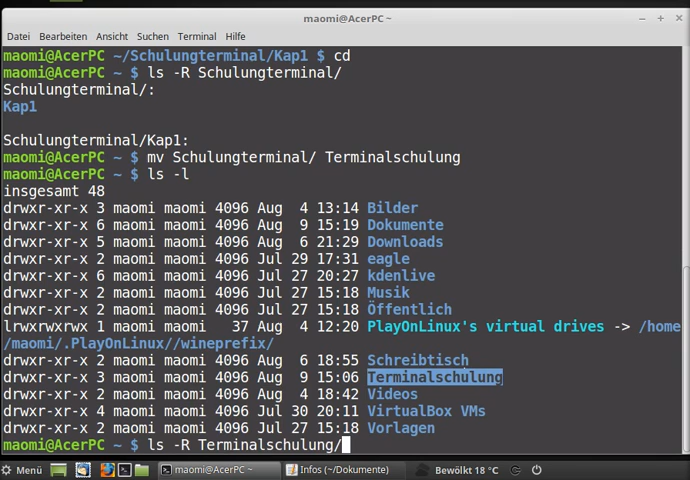 maomi@AcerPC ~
Datei Bearbeiten Ansicht Suchen Terminal Hilfe
maomi@AcerPC ~/Schulungterminal/Kap1 $ cd
maomi@AcerPC ~ $ ls -R Schulungterminal/
Schulungterminal/:
Kap1
Schulungterminal/Kap1:
maomi@AcerPC ~ $ mv Schulungterminal/ Terminalschulung
maomi@AcerPC ~ $ ls -l
insgesamt 48
drwxr-xr-x 3 maomi maomi 4096 Aug  4 13:14 Bilder
drwxr-xr-x 6 maomi maomi 4096 Aug  9 15:19 Dokumente
drwxr-xr-x 5 maomi maomi 4096 Aug  6 21:29 Downloads
drwxr-xr-x 2 maomi maomi 4096 Jul 29 17:31 eagle
drwxr-xr-x 6 maomi maomi 4096 Jul 27 20:27 kdenlive
drwxr-xr-x 2 maomi maomi 4096 Jul 27 15:18 Musik
drwxr-xr-x 2 maomi maomi 4096 Jul 27 15:18 Öffentlich
lrwxrwxrwx 1 maomi maomi   37 Aug  4 12:20 PlayOnLinux's virtual drives -> /home
/maomi/.PlayOnLinux//wineprefix/
drwxr-xr-x 2 maomi maomi 4096 Aug  6 18:55 Schreibtisch
drwxr-xr-x 3 maomi maomi 4096 Aug  9 15:06 Terminalschulung
drwxr-xr-x 2 maomi maomi 4096 Aug  4 18:42 Videos
drwxr-xr-x 4 maomi maomi 4096 Jul 30 20:11 VirtualBox VMs
drwxr-xr-x 2 maomi maomi 4096 Jul 27 15:18 Vorlagen
maomi@AcerPC ~ $ ls -R Terminalschulung/
Menü maomi@AcerPC ~ Infos (~/Dokumente) Bewölkt 18 °C